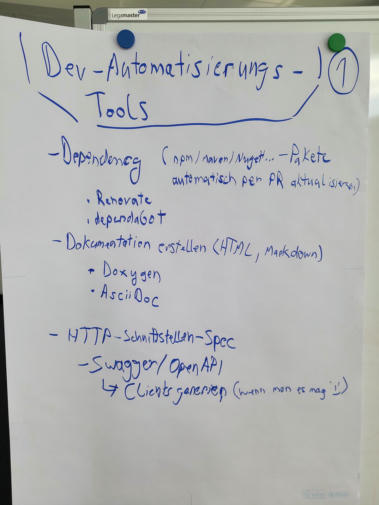 Legamaster
Dev-Automatisierungs-
Tools
1
- Dependency (npm/maven/Nuget... - Pakete
automatisch per PR aktualisieren)
• Renovate
• dependabot
- Dokumentation erstellen (HTML, Markdown)
• Doxygen
• AsciiDoc
- HTTP-Schnittstellen-Spec
- Swagger/OpenAPI
↳ Clients generieren (wenn man es mag !)